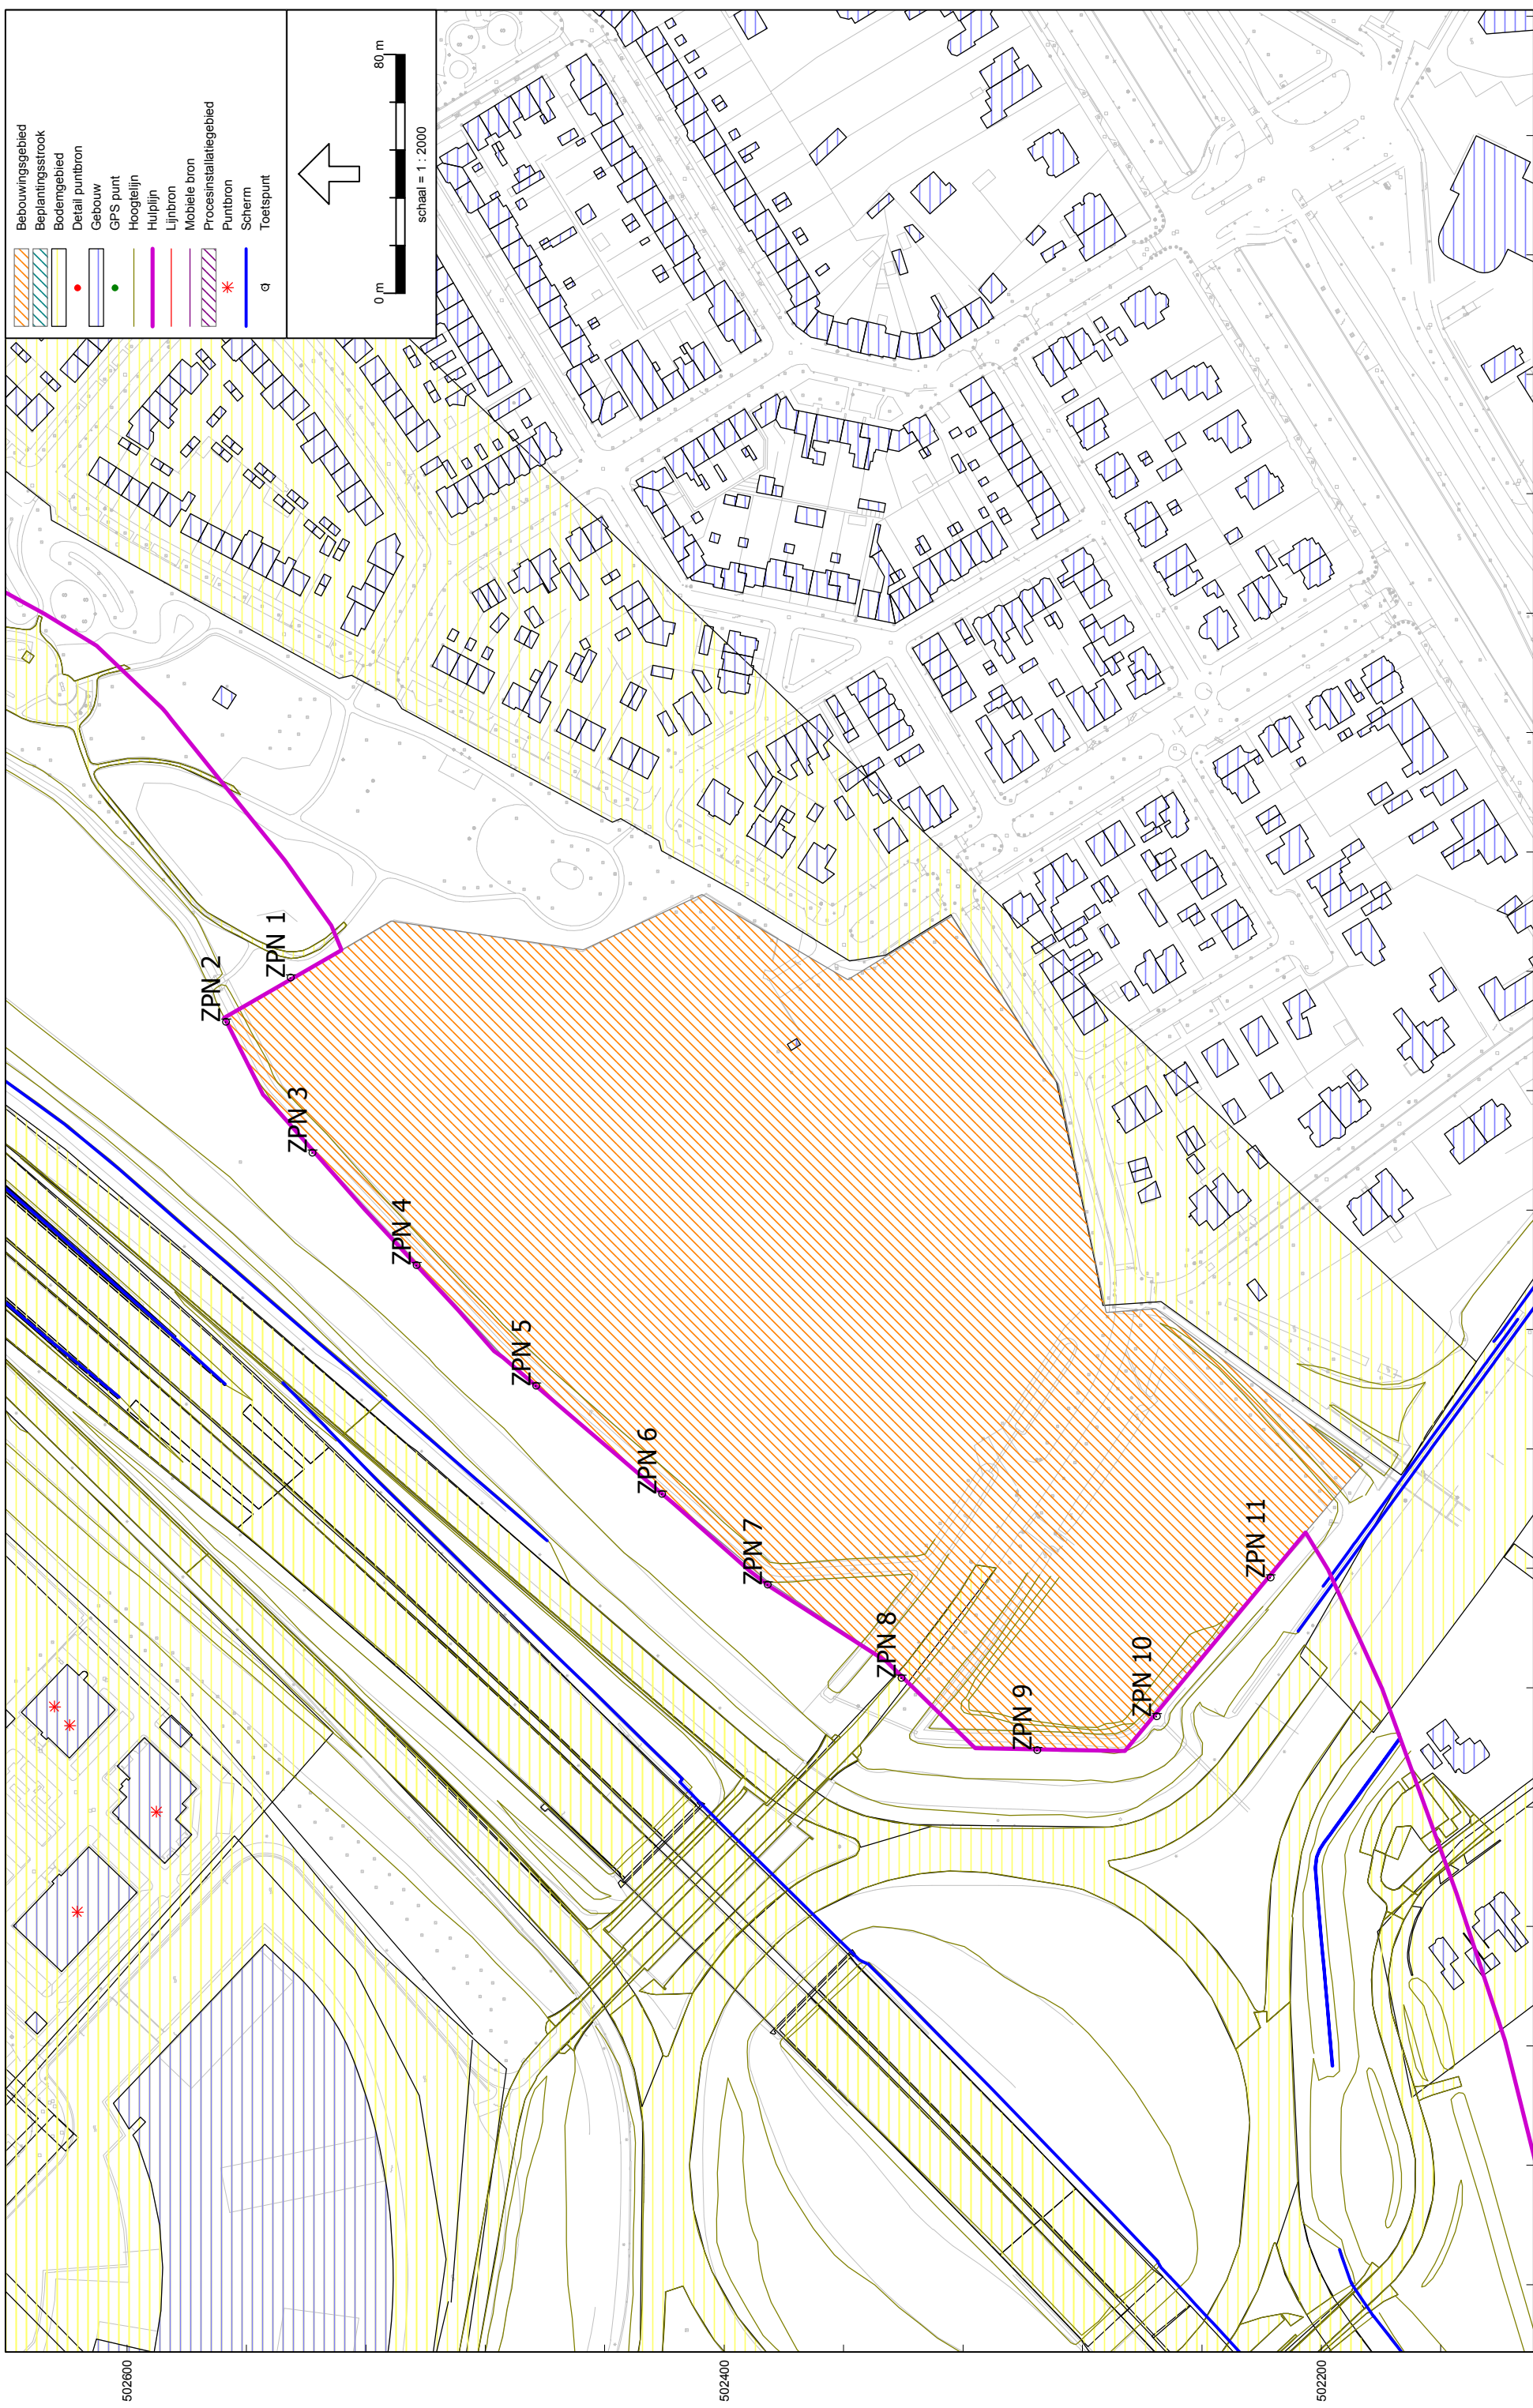 Bebouwingsgebied
Beplantingsstrook
Bodemgebied
Detail puntbron
Gebouw
GPS punt
Hoogtelijn
Hulplijn
Lijnbron
Mobiele bron
Procesinstallatiegebied
Puntbron
Scherm
Toetspunt
0 m 80 m
schaal = 1 : 2000
ZPN 1
ZPN 2
ZPN 3
ZPN 4
ZPN 5
ZPN 6
ZPN 7
ZPN 8
ZPN 9
ZPN 10
ZPN 11
502600
502400
502200